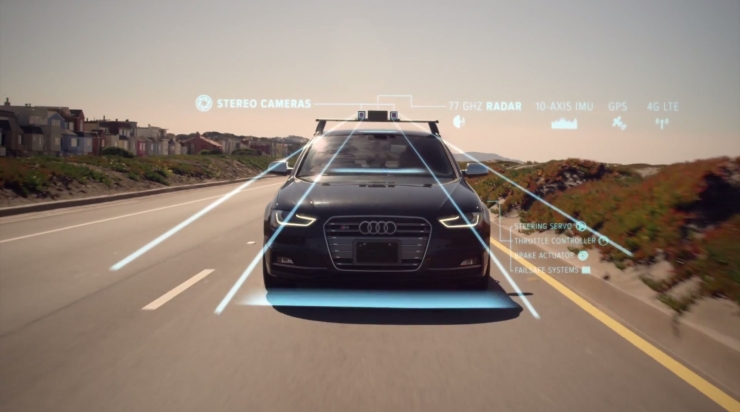 STEREO CAMERAS
77 GHZ RADAR
10-AXIS IMU
GPS
4G LTE
STEERING SERVO
THROTTLE CONTROLLER
BRAKE ACTUATOR
FAILSAFE SYSTEMS